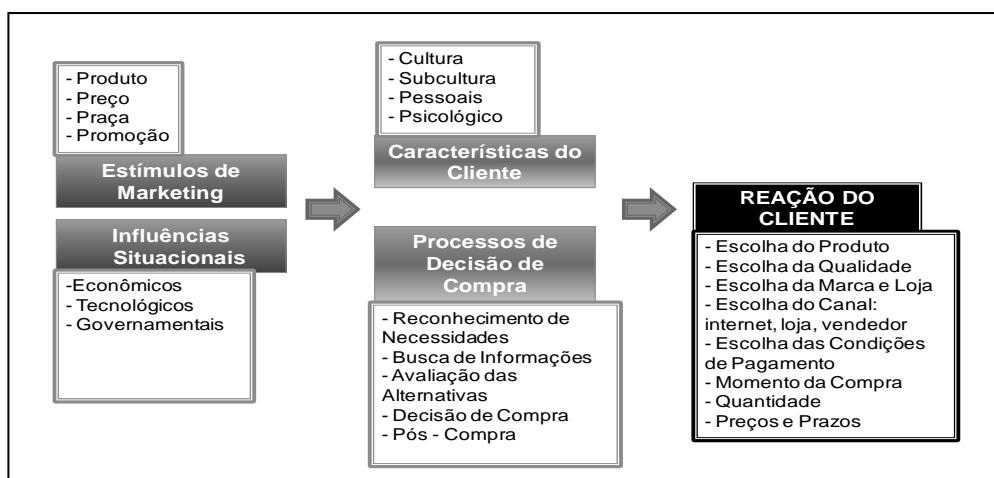 - Produto
- Preço
- Praça
- Promoção
Estímulos de
Marketing
Influências
Situacionais
-Econômicos
- Tecnológicos
- Governamentais
- Cultura
- Subcultura
- Pessoais
- Psicológico
Características do
Cliente
Processos de
Decisão de
Compra
- Reconhecimento de
Necessidades
- Busca de Informações
- Avaliação das
Alternativas
- Decisão de Compra
- Pós - Compra
REAÇÃO DO
CLIENTE
- Escolha do Produto
- Escolha da Qualidade
- Escolha da Marca e Loja
- Escolha do Canal:
internet, loja, vendedor
- Escolha das Condições
de Pagamento
- Momento da Compra
- Quantidade
- Preços e Prazos